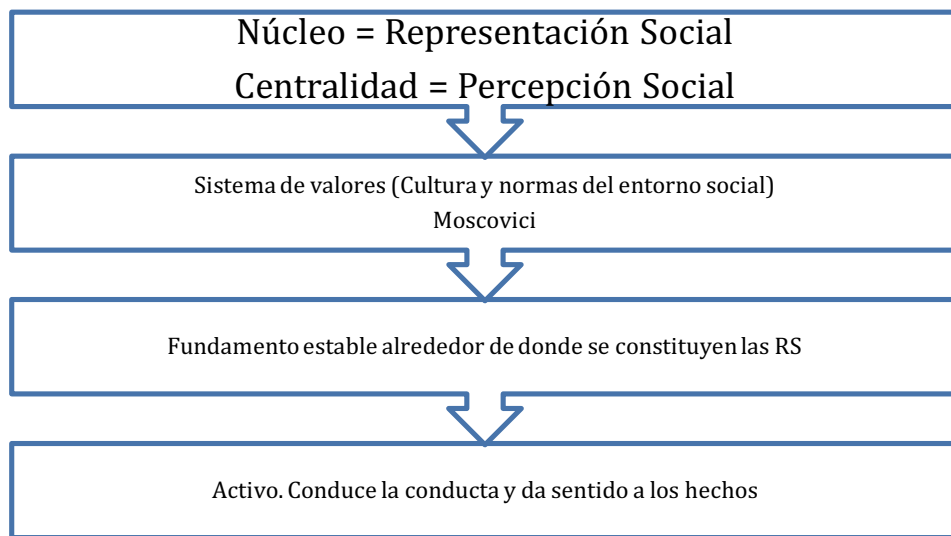 Núcleo = Representación Social
Centralidad = Percepción Social
Sistema de valores (Cultura y normas del entorno social)
Moscovici
Fundamento estable alrededor de donde se constituyen las RS
Activo. Conduce la conducta y da sentido a los hechos